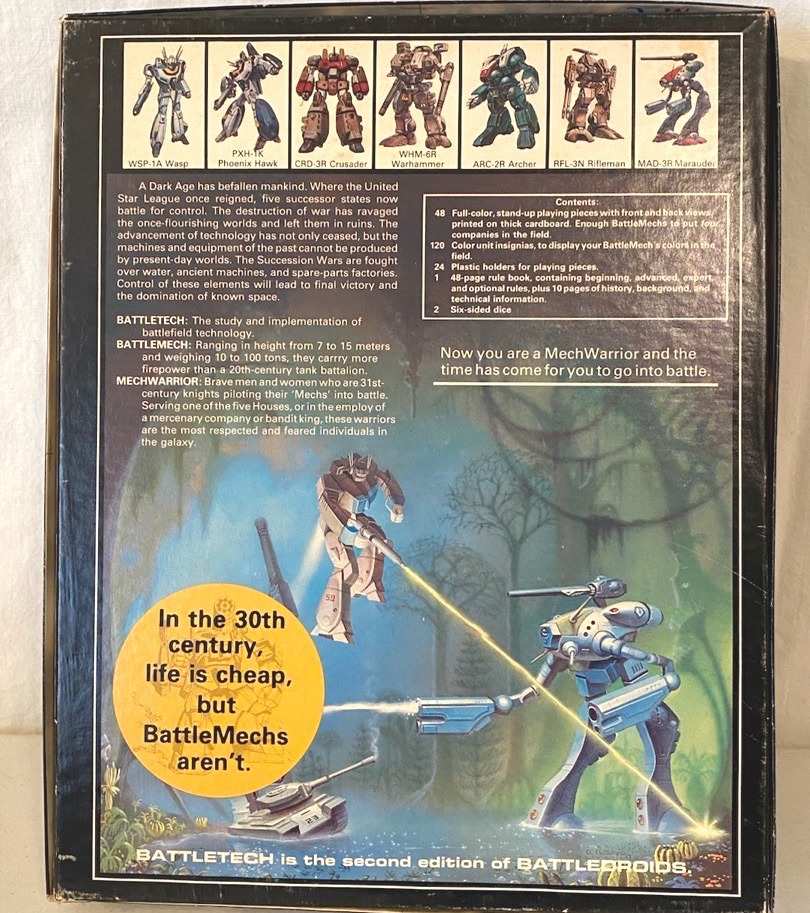 WSP-1A Wasp
PXH-1K
Phoenix Hawk
CRD-3R Crusader
WHM-6R
Warhammer
ARC-2R Archer
RFL-3N Rifleman
MAD-3R Marauder
A Dark Age has befallen mankind. Where the United
Star League once reigned, five successor states now
battle for control. The destruction of war has ravaged
the once-flourishing worlds and left them in ruins. The
advancement of technology has not only ceased, but the
machines and equipment of the past cannot be produced
by present-day worlds. The Succession Wars are fought
over water, ancient machines, and spare-parts factories.
Control of these elements will lead to final victory and
the domination of known space.
BATTLETECH: The study and implementation of
battlefield technology.
BATTLEMECH: Ranging in height from 7 to 15 meters
and weighing 10 to 100 tons, they carrry more
firepower than a 20th-century tank battalion.
MECHWARRIOR: Brave men and women who are 31st-
century knights piloting their 'Mechs' into battle.
Serving one of the five Houses, or in the employ of
a mercenary company or bandit king, these warriors
are the most respected and feared individuals in
the galaxy.
Contents:
48 Full-color, stand-up playing pieces with front and back views,
printed on thick cardboard. Enough BattleMechs to put four
companies in the field.
120 Color unit insignias, to display your BattleMech's colors in the
field.
24 Plastic holders for playing pieces.
1 48-page rule book, containing beginning, advanced, expert,
and optional rules, plus 10 pages of history, background, and
technical information.
2 Six-sided dice
Now you are a MechWarrior and the
time has come for you to go into battle.
59
In the 30th
century,
life is cheap,
but
BattleMechs
aren't.
23
BATTLETECH is the second edition of BATTLEDROIDS.